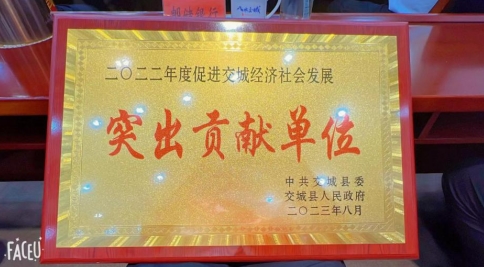 二〇二二年度促进交城经济社会发展
突出贡献单位
中共交城县委
交城县人民政府
二〇二三年八月
FACEU